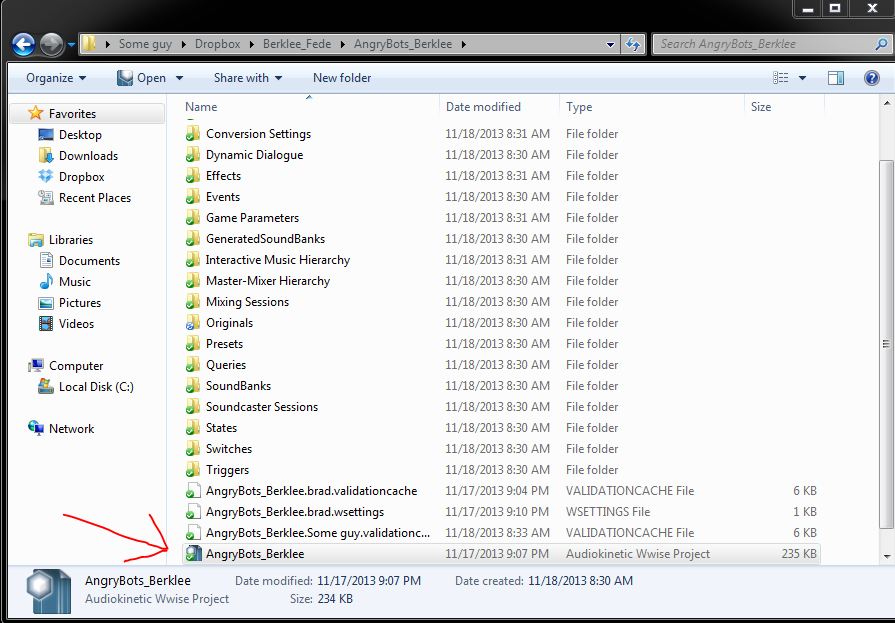 Some guy Dropbox Berklee_Fede AngryBots_Berklee Search AngryBots_Berklee
Organize Open Share with New folder
Favorites
Desktop
Downloads
Dropbox
Recent Places
Libraries
Documents
Music
Pictures
Videos
Computer
Local Disk (C:)
Network
Name Date modified Type Size
Conversion Settings 11/18/2013 8:31 AM File folder
Dynamic Dialogue 11/18/2013 8:30 AM File folder
Effects 11/18/2013 8:31 AM File folder
Events 11/18/2013 8:30 AM File folder
Game Parameters 11/18/2013 8:31 AM File folder
GeneratedSoundBanks 11/18/2013 8:30 AM File folder
Interactive Music Hierarchy 11/18/2013 8:31 AM File folder
Master-Mixer Hierarchy 11/18/2013 8:30 AM File folder
Mixing Sessions 11/18/2013 8:30 AM File folder
Originals 11/18/2013 8:30 AM File folder
Presets 11/18/2013 8:30 AM File folder
Queries 11/18/2013 8:30 AM File folder
SoundBanks 11/18/2013 8:30 AM File folder
Soundcaster Sessions 11/18/2013 8:30 AM File folder
States 11/18/2013 8:30 AM File folder
Switches 11/18/2013 8:30 AM File folder
Triggers 11/18/2013 8:30 AM File folder
AngryBots_Berklee.brad.validationcache 11/17/2013 9:04 PM VALIDATIONCACHE File 6 KB
AngryBots_Berklee.brad.wsettings 11/17/2013 9:10 PM WSETTINGS File 1 KB
AngryBots_Berklee.Some guy.validationc... 11/18/2013 8:33 AM VALIDATIONCACHE File 6 KB
AngryBots_Berklee 11/17/2013 9:07 PM Audiokinetic Wwise Project 235 KB
AngryBots_Berklee Date modified: 11/17/2013 9:07 PM Date created: 11/18/2013 8:30 AM
Audiokinetic Wwise Project Size: 234 KB